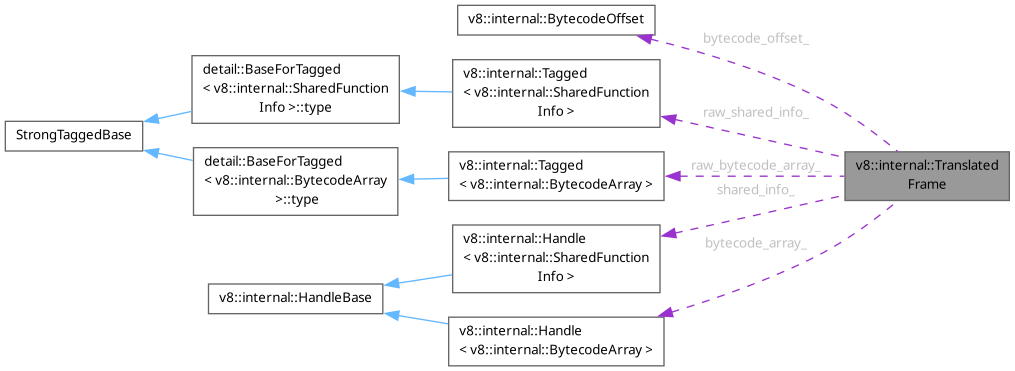 v8::internal::BytecodeOffset
bytecode_offset_
detail::BaseForTagged
< v8::internal::SharedFunction
Info >::type
v8::internal::Tagged
< v8::internal::SharedFunction
Info >
raw_shared_info_
StrongTaggedBase
detail::BaseForTagged
< v8::internal::BytecodeArray
>::type
v8::internal::Tagged
< v8::internal::BytecodeArray >
raw_bytecode_array_
v8::internal::Translated
Frame
shared_info_
v8::internal::Handle
< v8::internal::SharedFunction
Info >
bytecode_array_
v8::internal::HandleBase
v8::internal::Handle
< v8::internal::BytecodeArray >